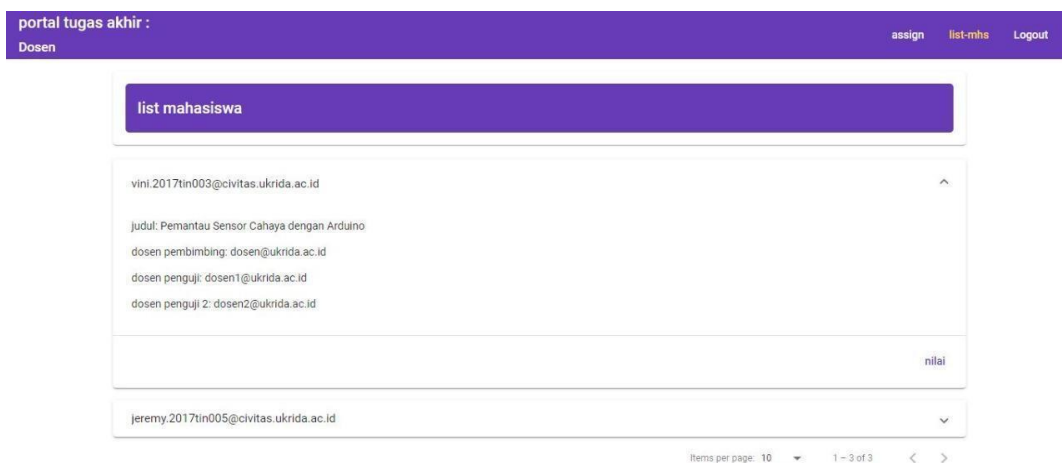 portal tugas akhir :
Dosen
assign list-mhs Logout
list mahasiswa
vini.2017tin003@civitas.ukrida.ac.id
judul: Pemantau Sensor Cahaya dengan Arduino
dosen pembimbing: dosen@ukrida.ac.id
dosen penguji: dosen1@ukrida.ac.id
dosen penguji 2: dosen2@ukrida.ac.id
nilai
jeremy.2017tin005@civitas.ukrida.ac.id
Items per page: 10 1 – 3 of 3